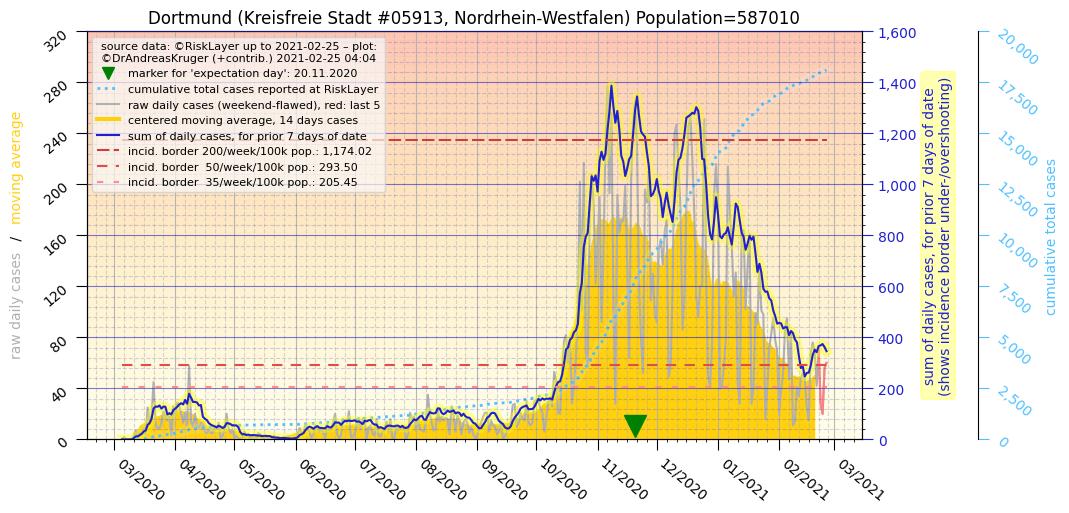 Dortmund (Kreisfreie Stadt #05913, Nordrhein-Westfalen) Population=587010
source data: ©RiskLayer up to 2021-02-25 – plot:
©DrAndreasKruger (+contrib.) 2021-02-25 04:04
marker for 'expectation day': 20.11.2020
cumulative total cases reported at RiskLayer
raw daily cases (weekend-flawed), red: last 5
centered moving average, 14 days cases
sum of daily cases, for prior 7 days of date
incid. border 200/week/100k pop.: 1,174.02
incid. border  50/week/100k pop.: 293.50
incid. border  35/week/100k pop.: 205.45
raw daily cases / moving average
320
280
240
200
160
120
80
40
0
03/2020
04/2020
05/2020
06/2020
07/2020
08/2020
09/2020
10/2020
11/2020
12/2020
01/2021
02/2021
03/2021
1,600
1,400
1,200
1,000
800
600
400
200
0
sum of daily cases, for prior 7 days of date
(shows incidence border under-/overshooting)
20,000
17,500
15,000
12,500
10,000
7,500
5,000
2,500
0
cumulative total cases